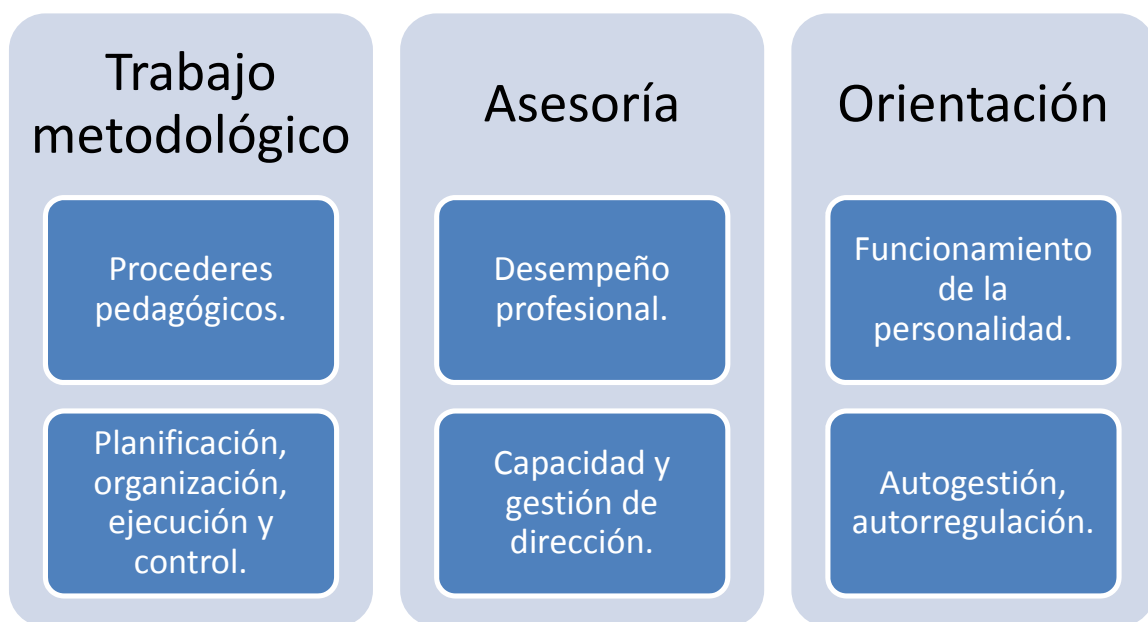 Trabajo
metodológico
Procederes
pedagógicos.
Planificación,
organización,
ejecución y
control.
Asesoría
Desempeño
profesional.
Capacidad y
gestión de
dirección.
Orientación
Funcionamiento
de la
personalidad.
Autogestión,
autorregulación.